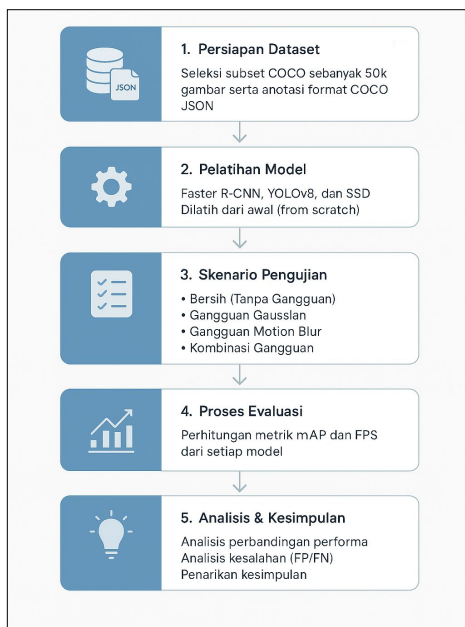 1. Persiapan Dataset
Seleksi subset COCO sebanyak 50k
gambar serta anotasi format COCO
JSON
JSON
2. Pelatihan Model
Faster R-CNN, YOLOv8, dan SSD
Dilatih dari awal (from scratch)
3. Skenario Pengujian
• Bersih (Tanpa Gangguan)
• Gangguan Gausslan
• Gangguan Motion Blur
• Kombinasi Gangguan
4. Proses Evaluasi
Perhitungan metrik mAP dan FPS
dari setiap model
5. Analisis & Kesimpulan
Analisis perbandingan performa
Analisis kesalahan (FP/FN)
Penarikan kesimpulan